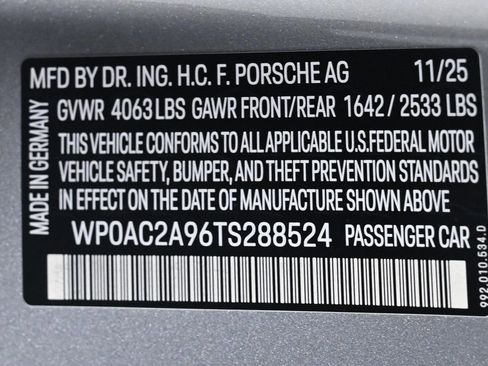 MFD BY DR. ING. H.C. F. PORSCHE AG 11/25
GVWR 4063 LBS GAWR FRONT/REAR 1642 / 2533 LBS
THIS VEHICLE CONFORMS TO ALL APPLICABLE U.S.FEDERAL MOTOR
VEHICLE SAFETY, BUMPER, AND THEFT PREVENTION STANDARDS
IN EFFECT ON THE DATE OF MANUFACTURE SHOWN ABOVE.
WP0AC2A96TS288524 PASSENGER CAR
MADE IN GERMANY
992.010.534.D